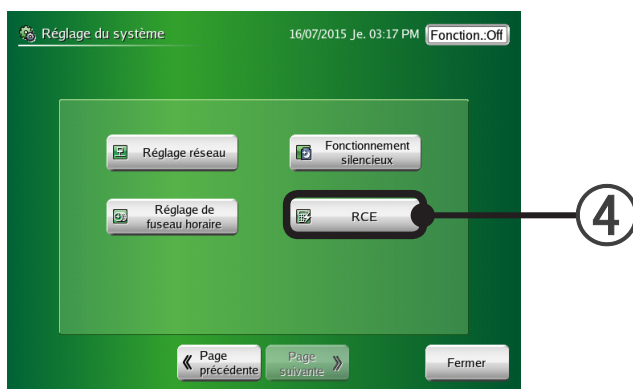 Réglage du système
16/07/2015 Je. 03:17 PM
Fonction.:Off
Réglage réseau
Fonctionnement
silencieux
Réglage de
fuseau horaire
RCE
4
Page
précédente
Page
suivante
Fermer